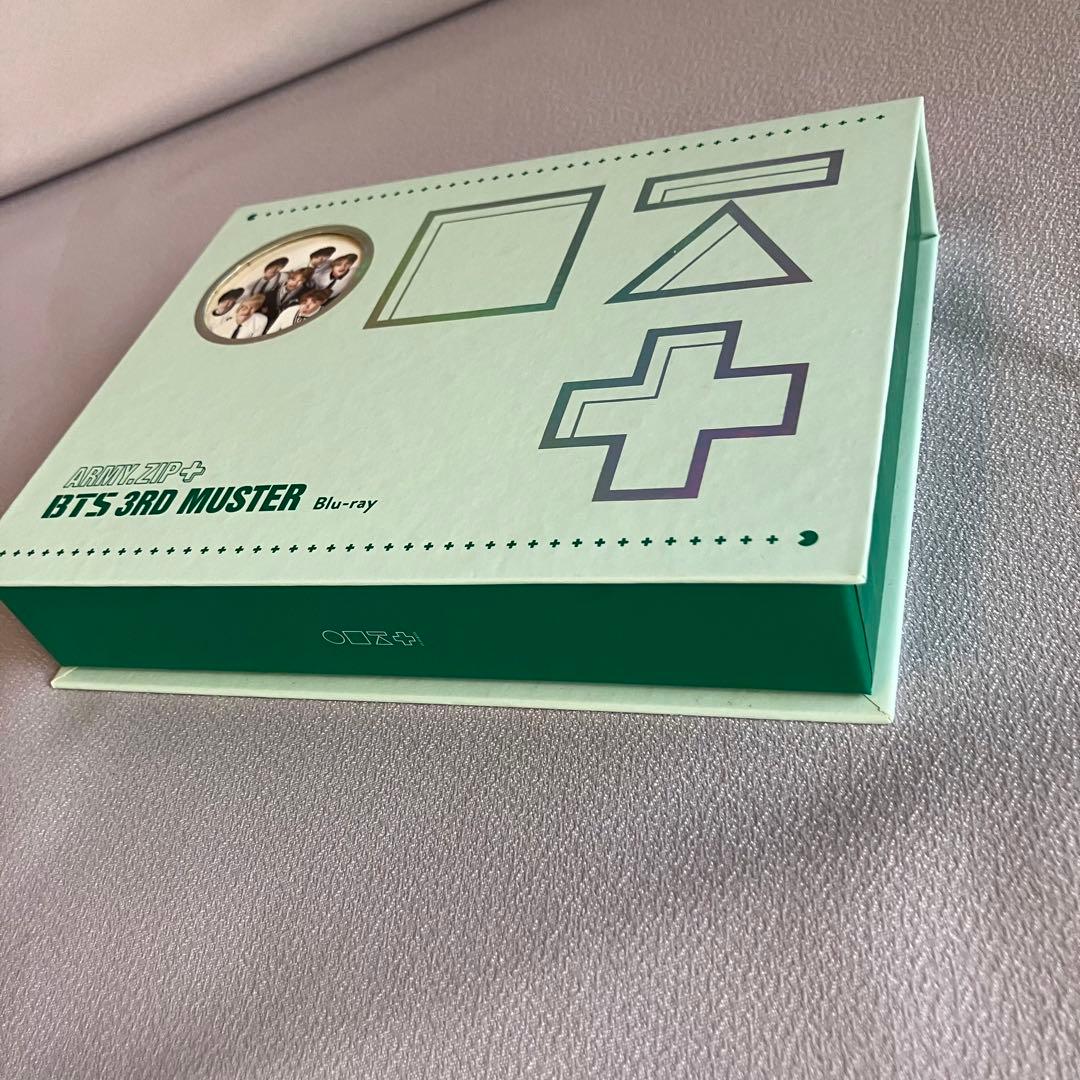 ARMY.ZIP+
BTS 3RD MUSTER Blu-ray